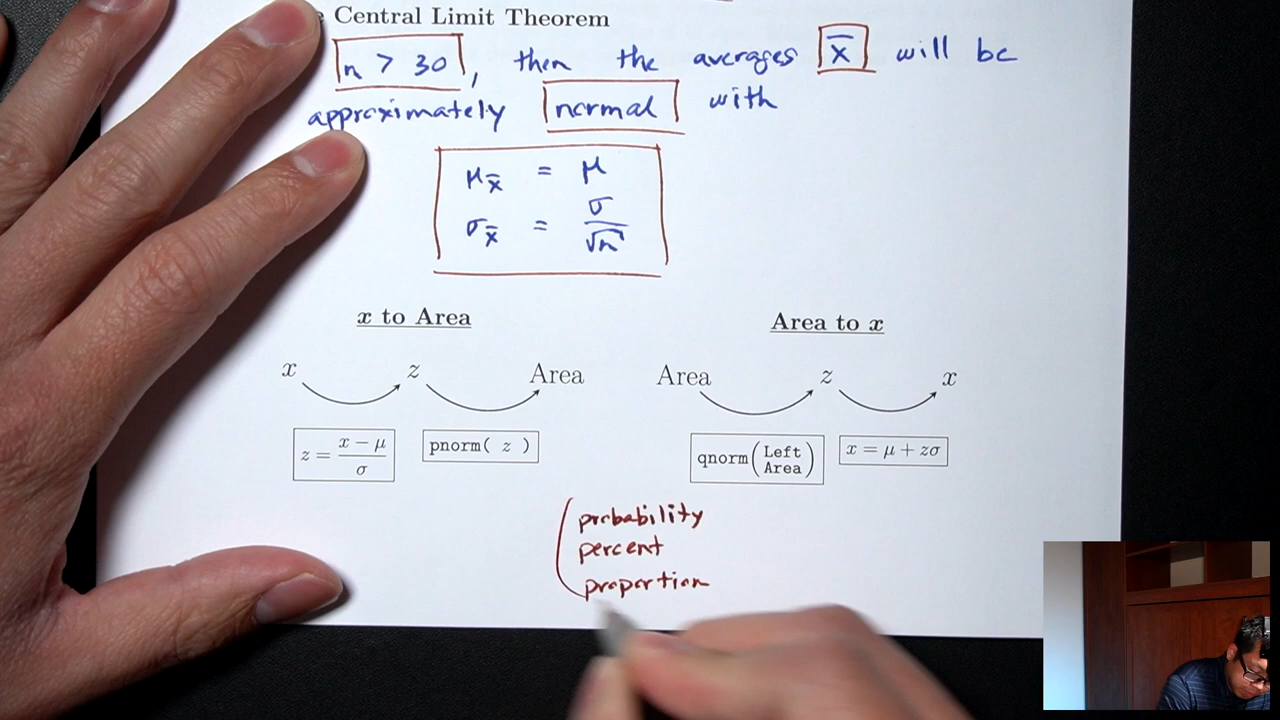 Central Limit Theorem
n > 30, then the averages x̄ will be
approximately normal with
μx̄ = μ
σx̄ = σ/√n
x to Area
Area to x
x z Area
Area z x
z = (x − μ)/σ
pnorm( z )
qnorm(Left Area)
x = μ + zσ
probability
percent
proportion